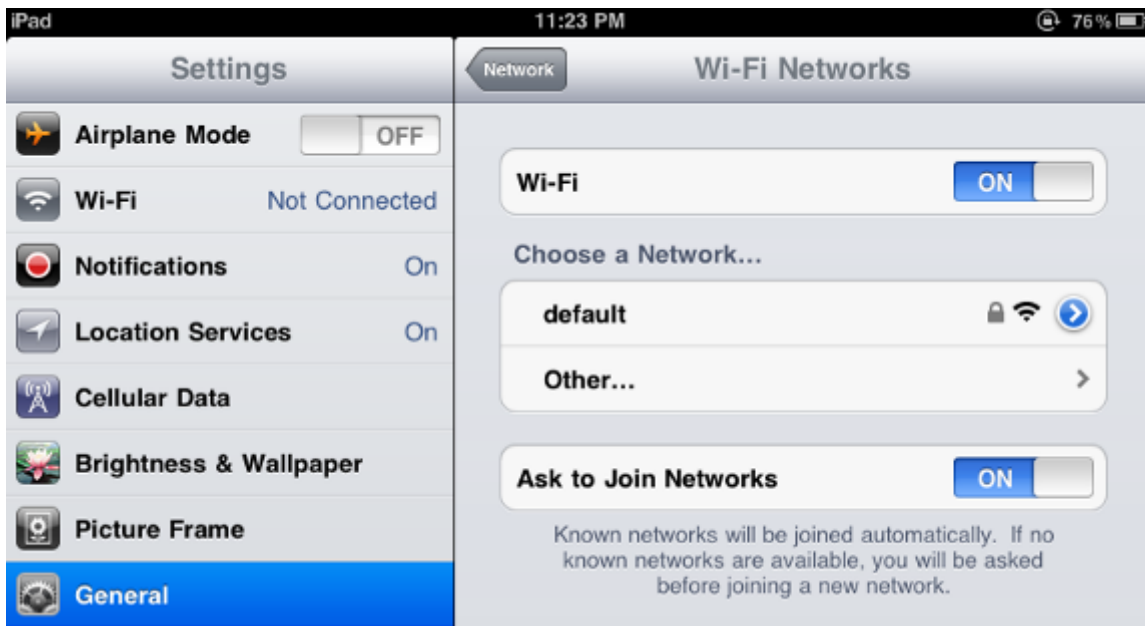 iPad 11:23 PM 76%
Settings
Airplane Mode OFF
Wi-Fi Not Connected
Notifications On
Location Services On
Cellular Data
Brightness & Wallpaper
Picture Frame
General
Network Wi-Fi Networks
Wi-Fi ON
Choose a Network...
default
Other...
Ask to Join Networks ON
Known networks will be joined automatically. If no
known networks are available, you will be asked
before joining a new network.